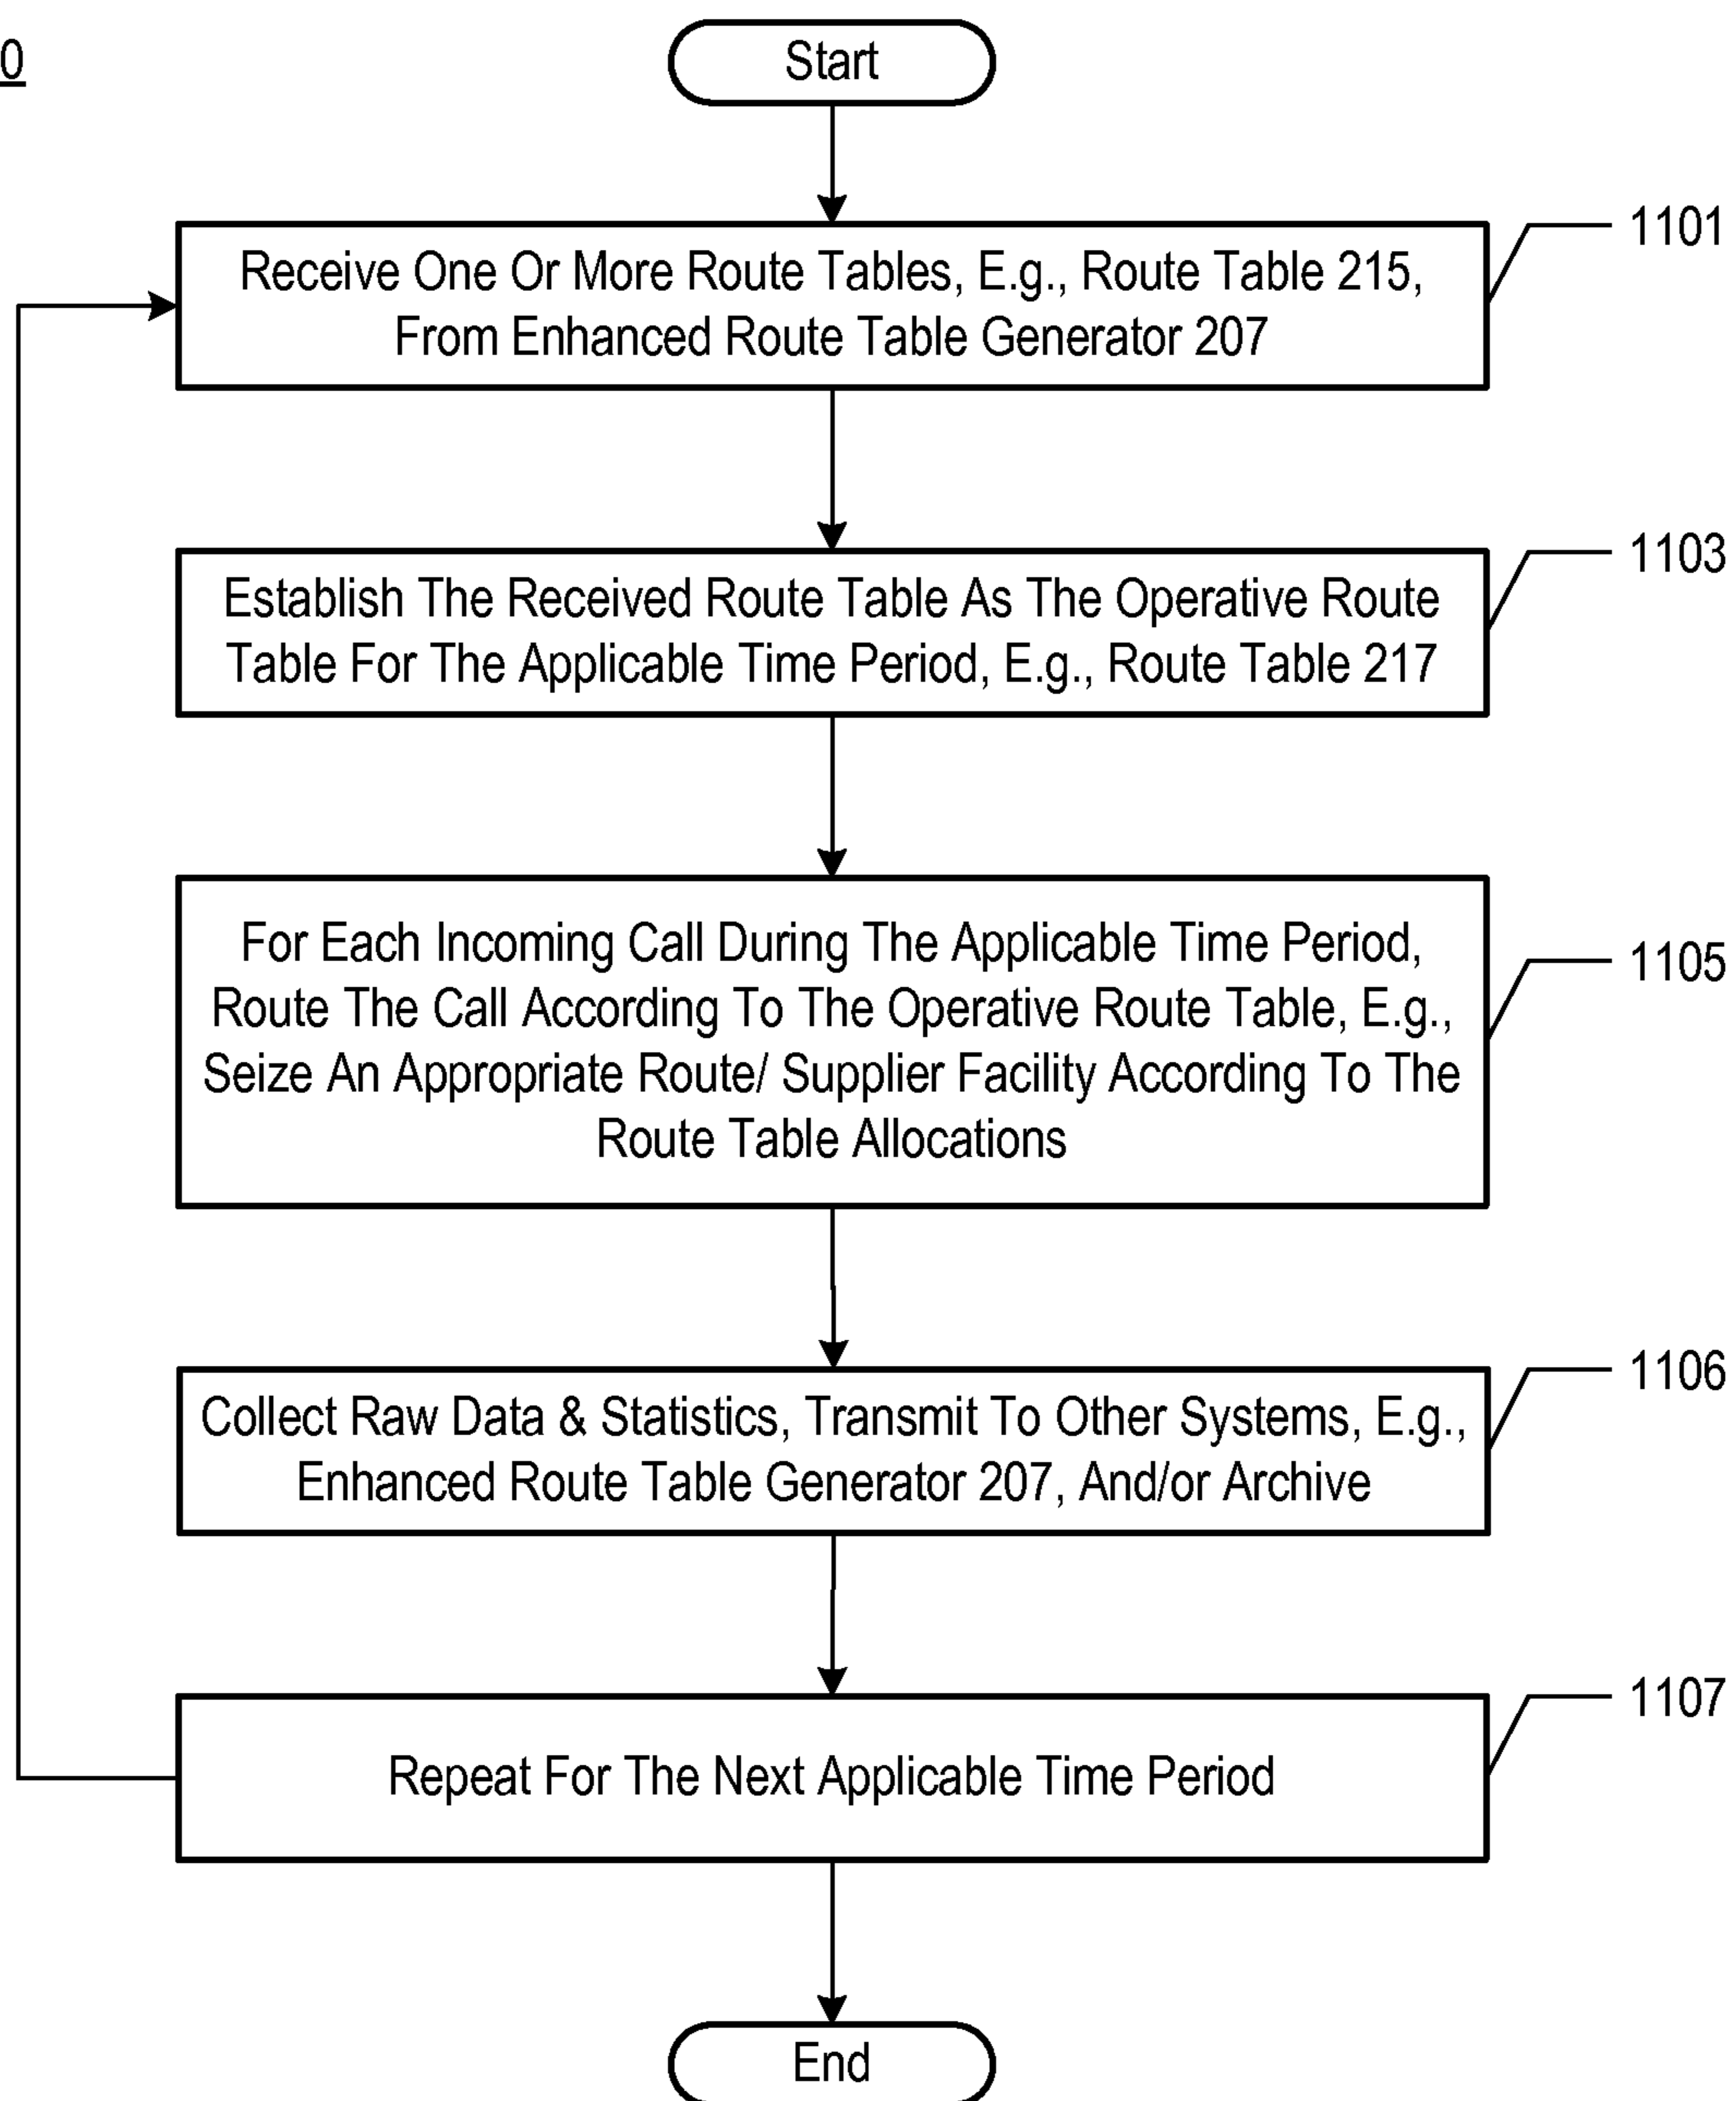 0
Start
1101
Receive One Or More Route Tables, E.g., Route Table 215,
From Enhanced Route Table Generator 207
1103
Establish The Received Route Table As The Operative Route
Table For The Applicable Time Period, E.g., Route Table 217
For Each Incoming Call During The Applicable Time Period,
1105
Route The Call According To The Operative Route Table, E.g.,
Seize An Appropriate Route/ Supplier Facility According To The
Route Table Allocations
1106
Collect Raw Data & Statistics, Transmit To Other Systems, E.g.,
Enhanced Route Table Generator 207, And/or Archive
1107
Repeat For The Next Applicable Time Period
End